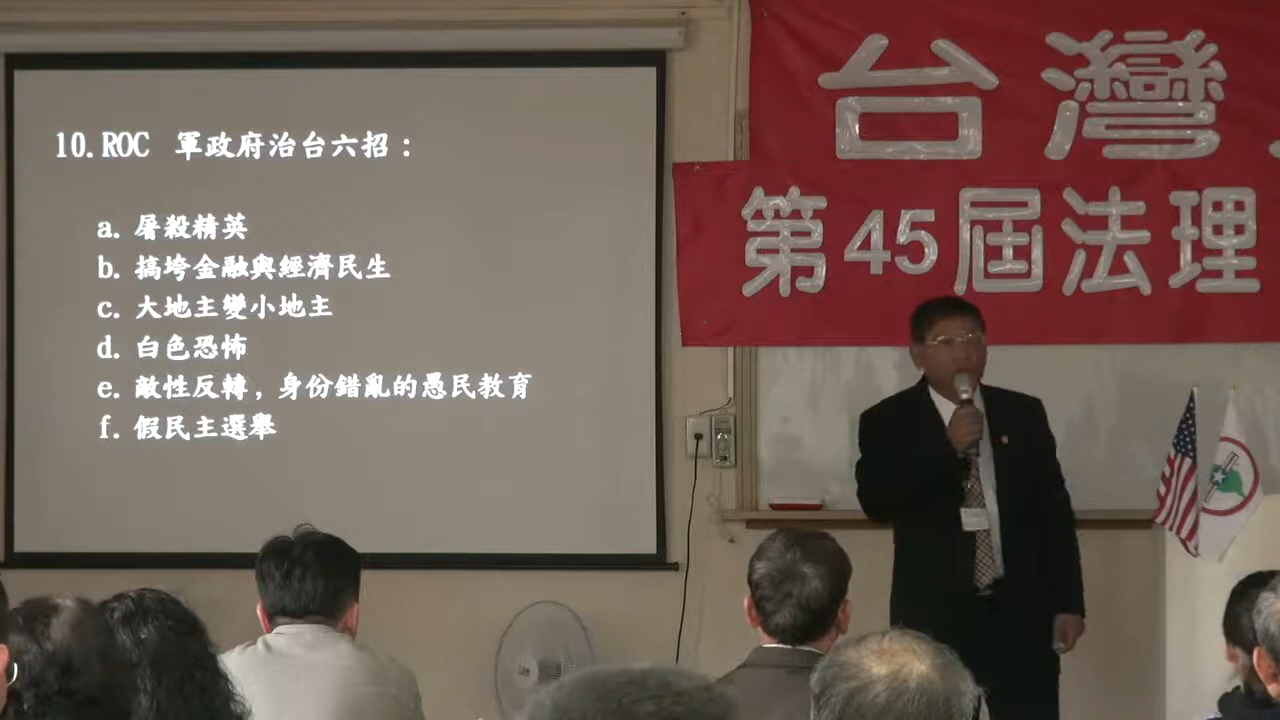 10. ROC 軍政府治台六招：
a. 屠殺精英
b. 搞垮金融與經濟民生
c. 大地主變小地主
d. 白色恐怖
e. 敵性反轉，身份錯亂的愚民教育
f. 假民主選舉
台灣
第45屆法理